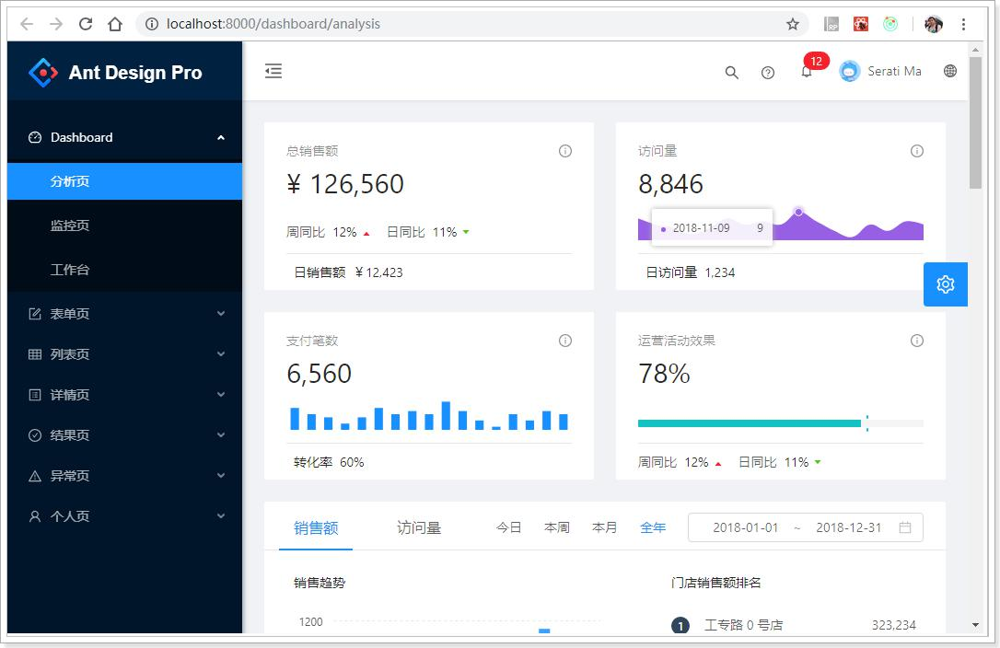 localhost:8000/dashboard/analysis
Ant Design Pro
12
Serati Ma
Dashboard
分析页
监控页
工作台
表单页
列表页
详情页
结果页
异常页
个人页
总销售额
¥ 126,560
周同比 12% 日同比 11%
日销售额 ¥ 12,423
访问量
8,846
2018-11-09 9
日访问量 1,234
支付笔数
6,560
转化率 60%
运营活动效果
78%
周同比 12% 日同比 11%
销售额 访问量 今日 本周 本月 全年 2018-01-01 ~ 2018-12-31
销售趋势
1200
门店销售额排名
1 工专路 0 号店 323,234